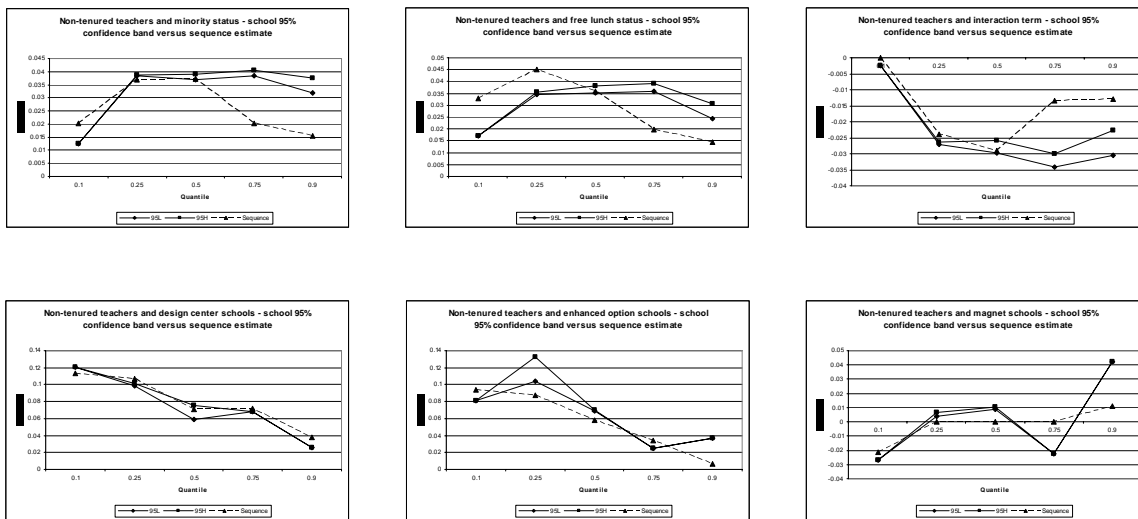 Non-tenured teachers and minority status - school 95%
confidence band versus sequence estimate
0.045
0.04
0.035
0.03
0.025
0.02
0.015
0.01
0.005
0
0.1 0.25 0.5 0.75 0.9
Quantile
95L 95H Sequence
Non-tenured teachers and free lunch status - school 95%
confidence band versus sequence estimate
0.05
0.045
0.04
0.035
0.03
0.025
0.02
0.015
0.01
0.005
0
0.1 0.25 0.5 0.75 0.9
Quantile
95L 95H Sequence
Non-tenured teachers and interaction term - school 95%
confidence band versus sequence estimate
0
-0.005
-0.01
-0.015
-0.02
-0.025
-0.03
-0.035
-0.04
0.1 0.25 0.5 0.75 0.9
Quantile
95L 95H Sequence
Non-tenured teachers and design center schools - school 95%
confidence band versus sequence estimate
0.14
0.12
0.1
0.08
0.06
0.04
0.02
0
0.1 0.25 0.5 0.75 0.9
Quantile
95L 95H Sequence
Non-tenured teachers and enhanced option schools - school
95% confidence band versus sequence estimate
0.14
0.12
0.1
0.08
0.06
0.04
0.02
0
0.1 0.25 0.5 0.75 0.9
Quantile
95L 95H Sequence
Non-tenured teachers and magnet schools - school 95%
confidence band versus sequence estimate
0.05
0.04
0.03
0.02
0.01
0
-0.01
-0.02
-0.03
-0.04
0.1 0.25 0.5 0.75 0.9
Quantile
95L 95H Sequence